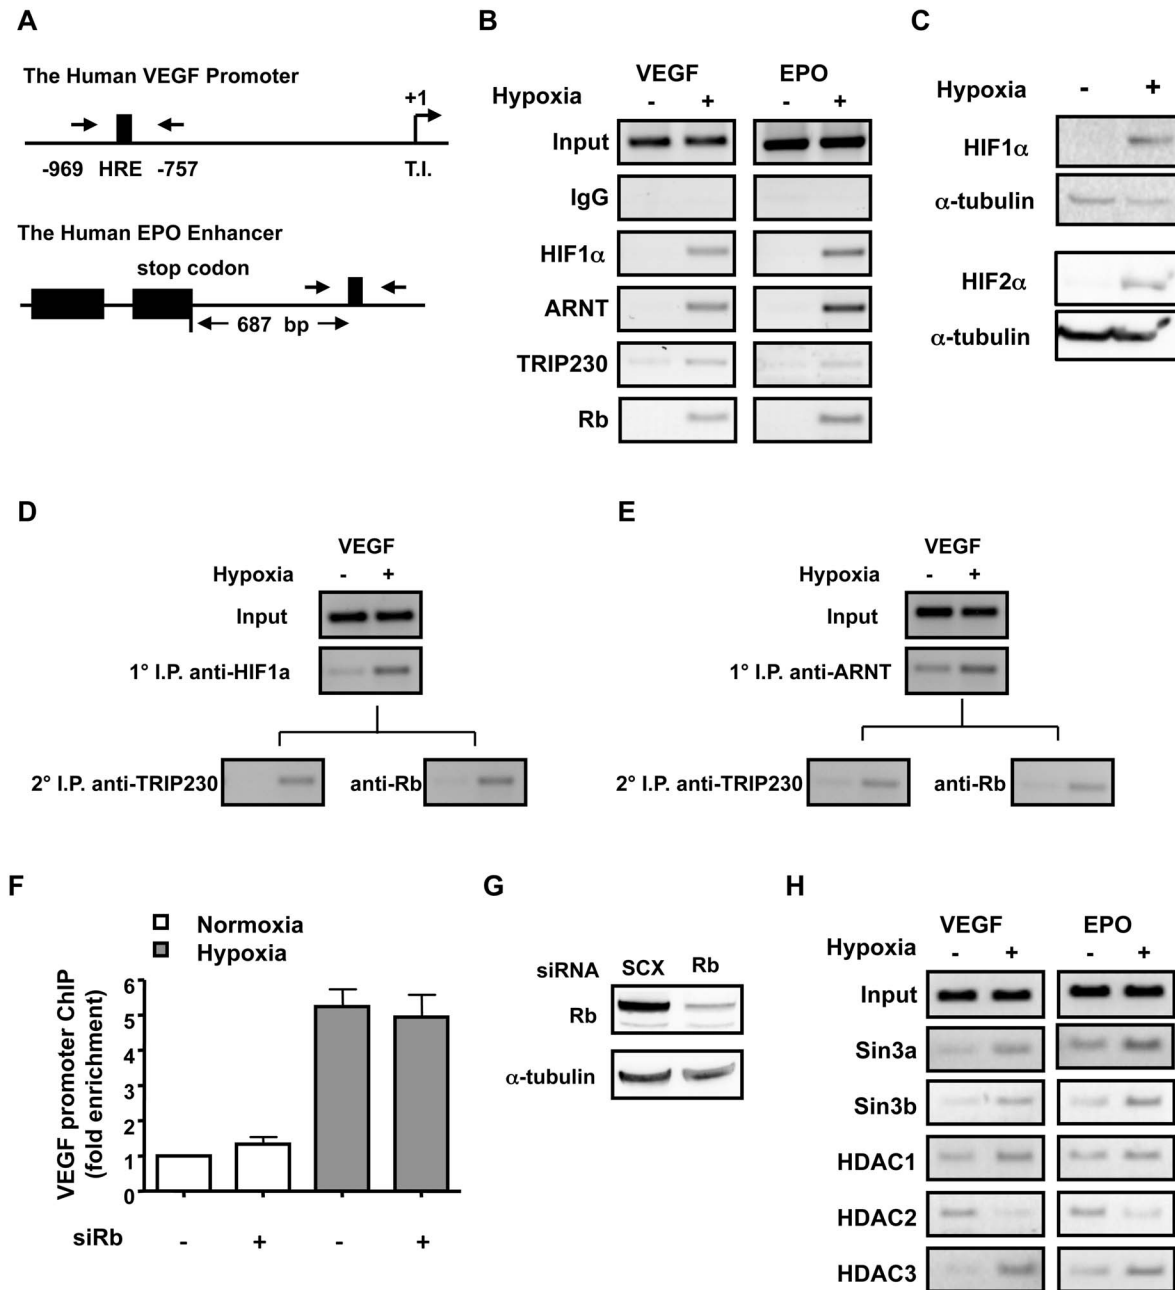 A
The Human VEGF Promoter
+1
-969 HRE -757 T.I.
The Human EPO Enhancer
stop codon
687 bp
B
VEGF EPO
Hypoxia - + - +
Input
IgG
HIF1α
ARNT
TRIP230
Rb
C
Hypoxia - +
HIF1α
α-tubulin
HIF2α
α-tubulin
D
VEGF
Hypoxia - +
Input
1° I.P. anti-HIF1a
2° I.P. anti-TRIP230 anti-Rb
E
VEGF
Hypoxia - +
Input
1° I.P. anti-ARNT
2° I.P. anti-TRIP230 anti-Rb
F
Normoxia
Hypoxia
VEGF promoter ChIP
(fold enrichment)
6
5
4
3
2
1
0
siRb - + - +
G
siRNA SCX Rb
Rb
α-tubulin
H
VEGF EPO
Hypoxia - + - +
Input
Sin3a
Sin3b
HDAC1
HDAC2
HDAC3